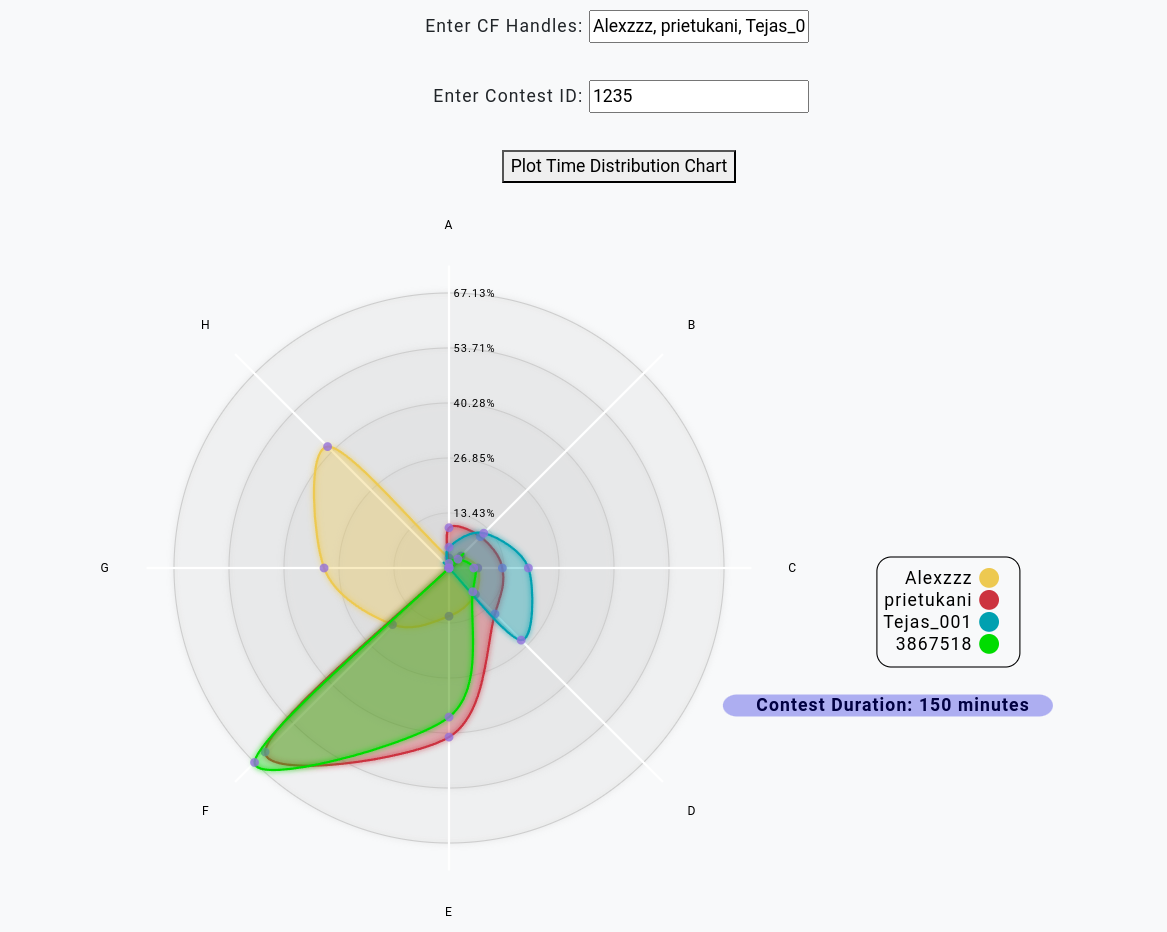 Enter CF Handles: Alexzzz, prietukani, Tejas_0
Enter Contest ID: 1235
Plot Time Distribution Chart
A
67.13%
H
B
53.71%
40.28%
26.85%
13.43%
G
C
Alexzzz
prietukani
Tejas_001
3867518
Contest Duration: 150 minutes
F
D
E